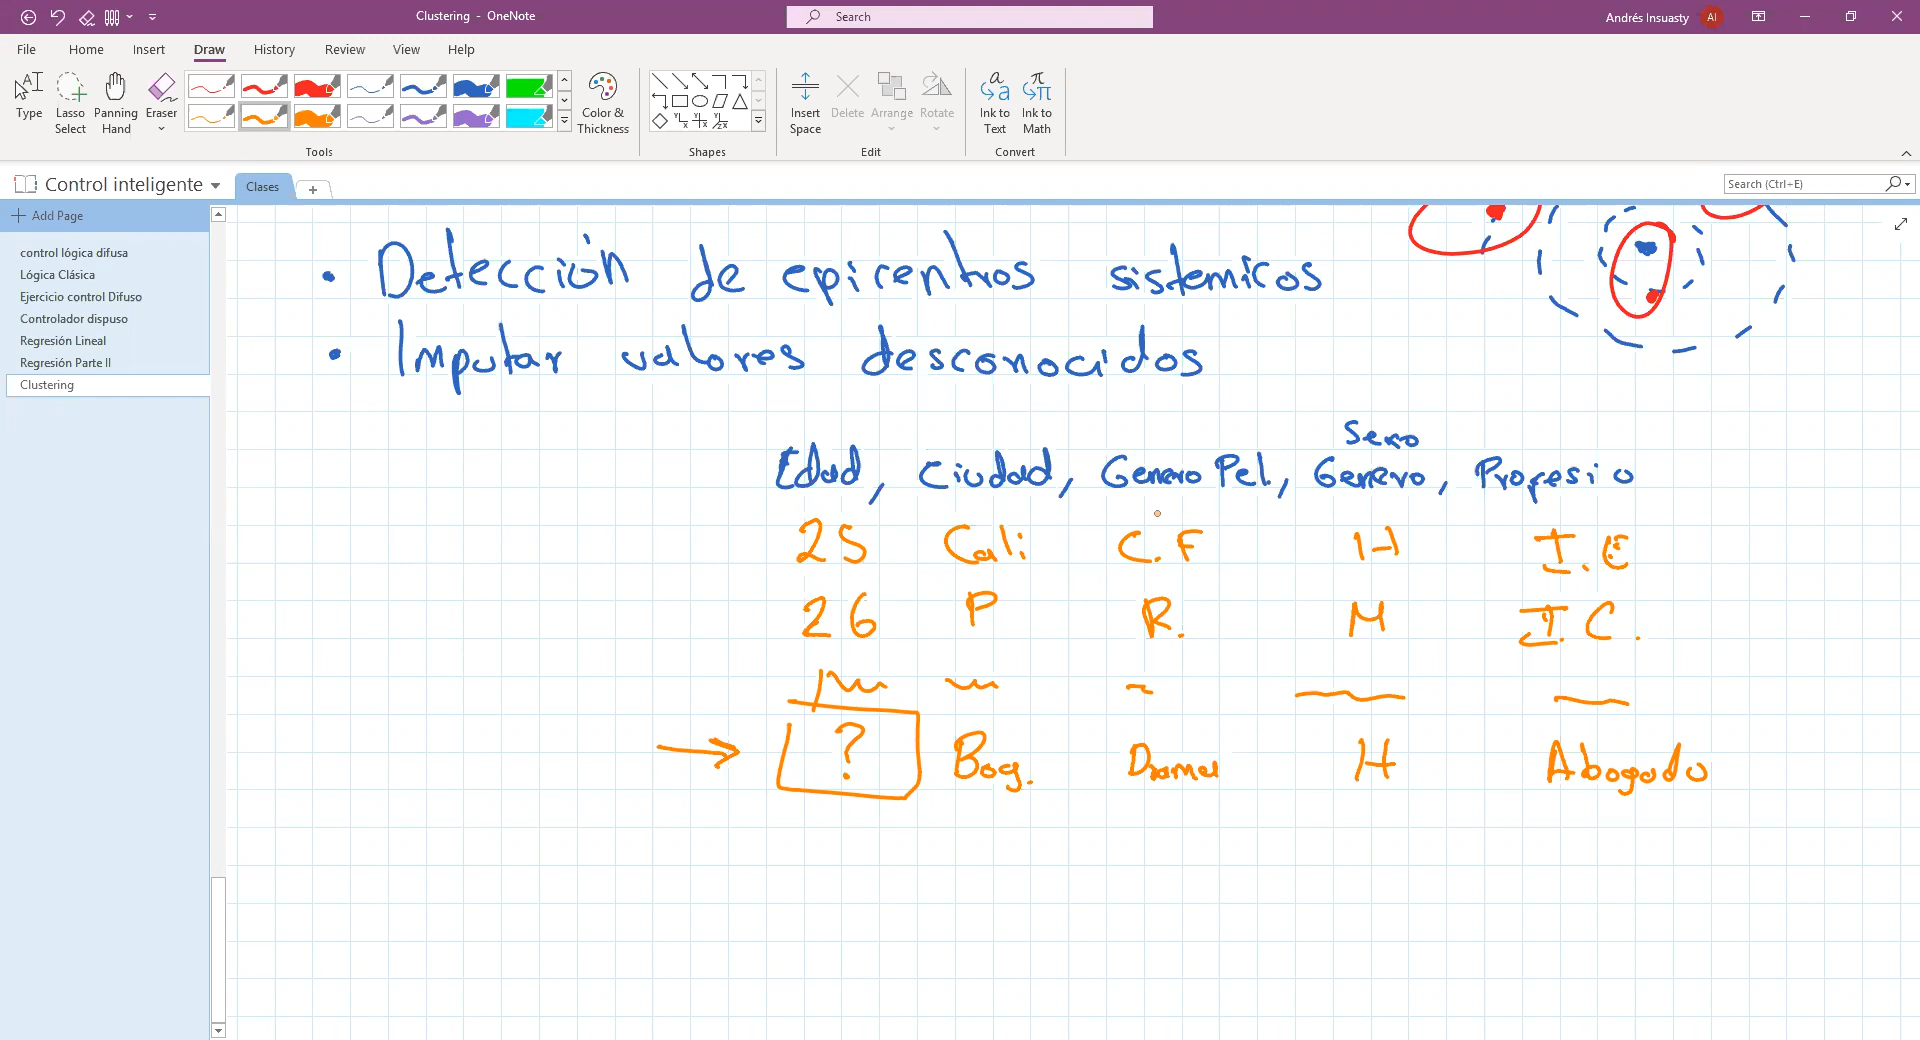 Clustering - OneNote
Search
Andrés Insuasty
AI
File Home Insert Draw History Review View Help
Type
Lasso Select
Panning Hand
Eraser
Color & Thickness
Insert Space
Delete
Arrange
Rotate
Ink to Text
Ink to Math
Tools
Shapes
Edit
Convert
Control inteligente
Clases
Search (Ctrl+E)
Add Page
control lógica difusa
Lógica Clásica
Ejercicio control Difuso
Controlador dispuso
Regresión Lineal
Regresión Parte II
Clustering
• Detección de epicentros sistemicos
• Imputar valores desconocidos
Sexo
Edad, Ciudad, Genero Pel., Genero, Profesio
25 Cali C.F H I.E
26 P R. M I.C.
? Bog. Drama H Abogado